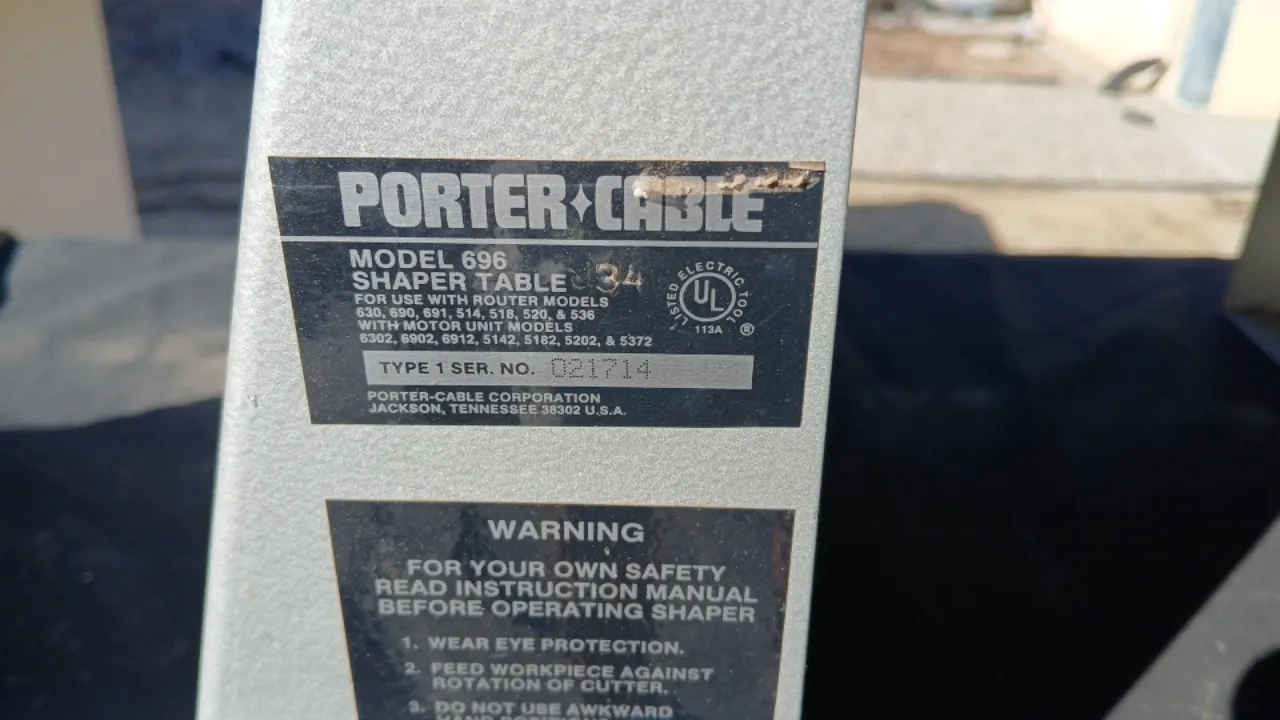 PORTER✦CABLE
MODEL 696
SHAPER TABLE 34
FOR USE WITH ROUTER MODELS
630, 690, 691, 514, 518, 520, & 536
WITH MOTOR UNIT MODELS
6302, 6902, 6912, 5142, 5182, 5202, & 5372
LISTED ELECTRIC TOOL
UL
113A ®
TYPE 1 SER. NO. 021714
PORTER-CABLE CORPORATION
JACKSON, TENNESSEE 38302 U.S.A.
WARNING
FOR YOUR OWN SAFETY
READ INSTRUCTION MANUAL
BEFORE OPERATING SHAPER
1. WEAR EYE PROTECTION.
2. FEED WORKPIECE AGAINST
ROTATION OF CUTTER.
3. DO NOT USE AWKWARD
HAND